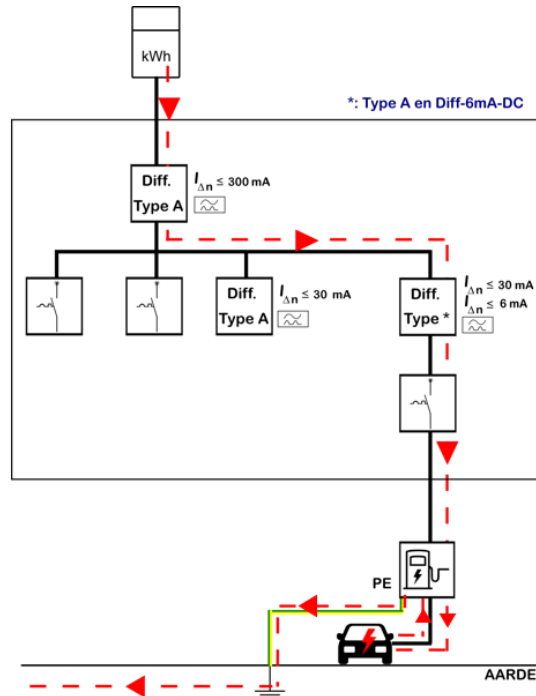 kWh
*: Type A en Diff-6mA-DC
Diff.
Type A
IΔn ≤ 300 mA
Diff.
Type A
IΔn ≤ 30 mA
Diff.
Type *
IΔn ≤ 30 mA
IΔn ≤ 6 mA
PE
AARDE